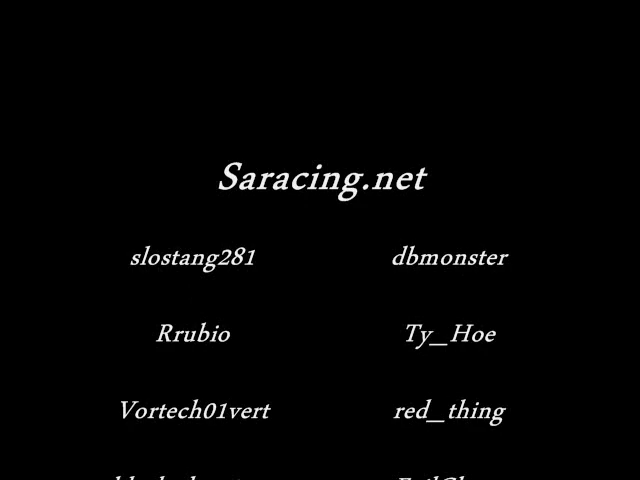 Saracing.net
slostang281 dbmonster
Rrubio Ty_Hoe
Vortech01vert red_thing